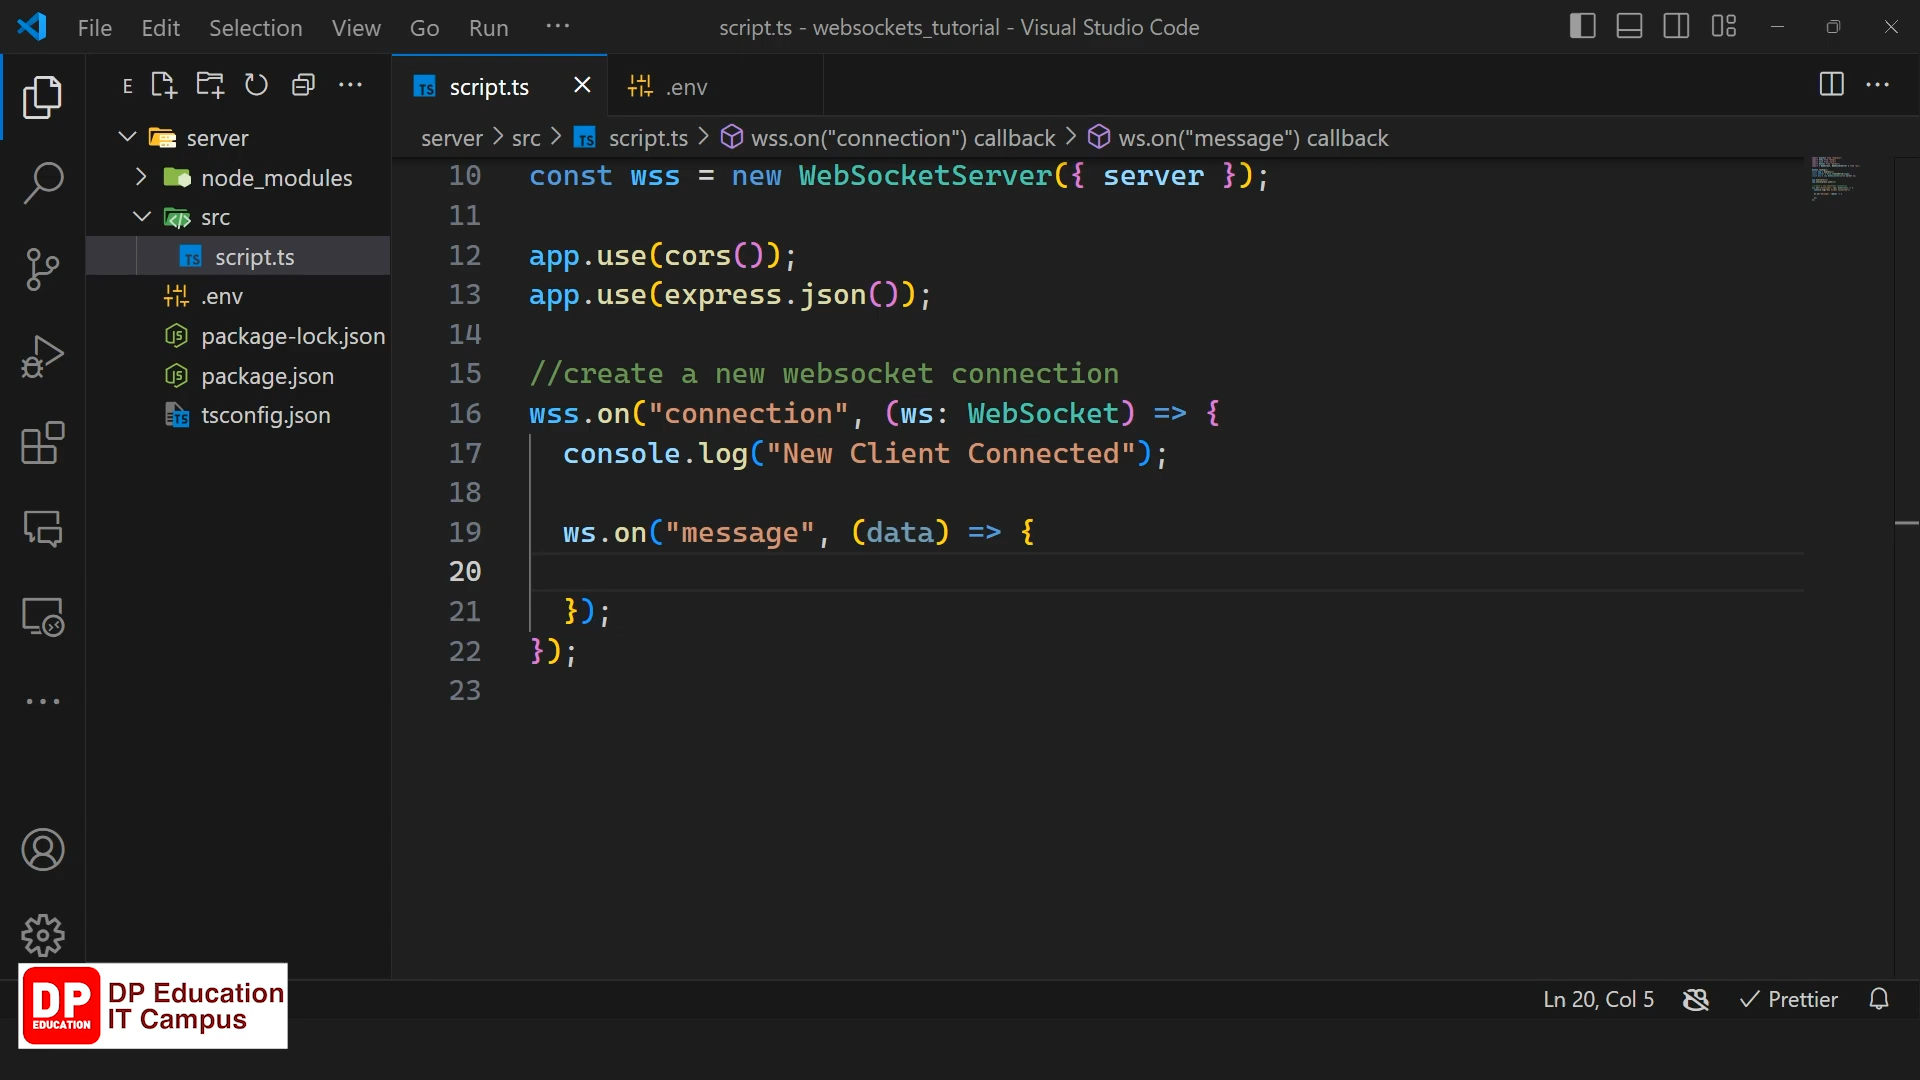 File Edit Selection View Go Run ... script.ts - websockets_tutorial - Visual Studio Code
E
server
node_modules
src
script.ts
.env
package-lock.json
package.json
tsconfig.json
script.ts .env
server > src > script.ts > wss.on("connection") callback > ws.on("message") callback
10 const wss = new WebSocketServer({ server });
11
12 app.use(cors());
13 app.use(express.json());
14
15 //create a new websocket connection
16 wss.on("connection", (ws: WebSocket) => {
17 console.log("New Client Connected");
18
19 ws.on("message", (data) => {
20
21 });
22 });
23
DP EDUCATION
DP Education
IT Campus
Ln 20, Col 5 Prettier